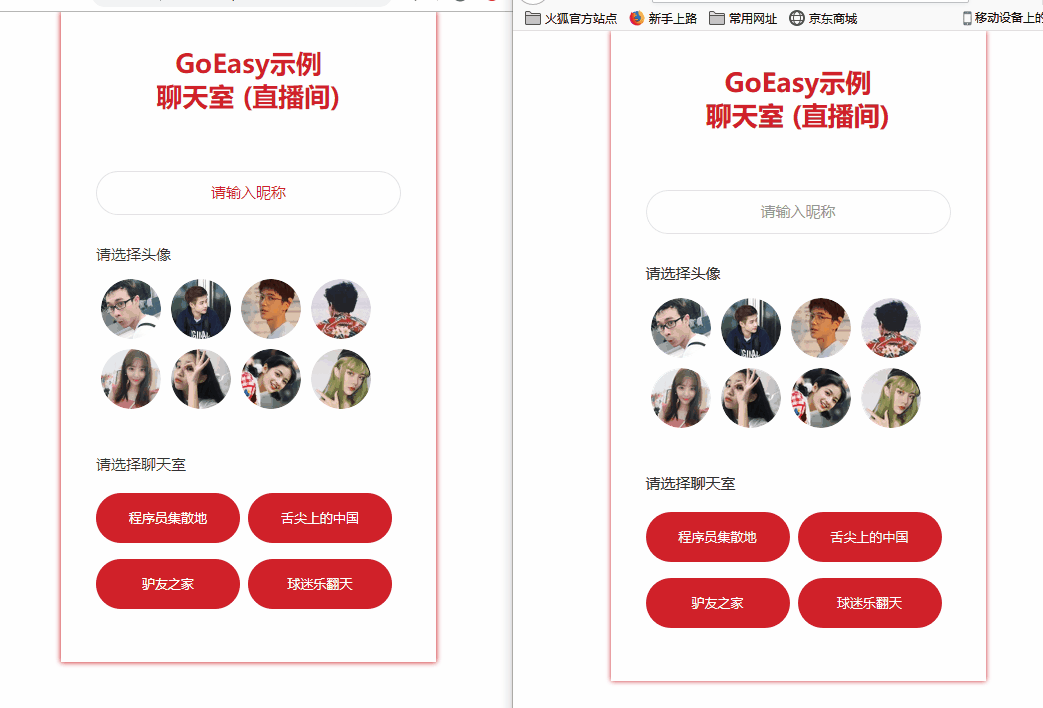 GoEasy示例
聊天室 (直播间)
请输入昵称
请选择头像
请选择聊天室
程序员集散地
舌尖上的中国
驴友之家
球迷乐翻天
火狐官方站点
新手上路
常用网址
京东商城
移动设备上的
GoEasy示例
聊天室 (直播间)
请输入昵称
请选择头像
请选择聊天室
程序员集散地
舌尖上的中国
驴友之家
球迷乐翻天